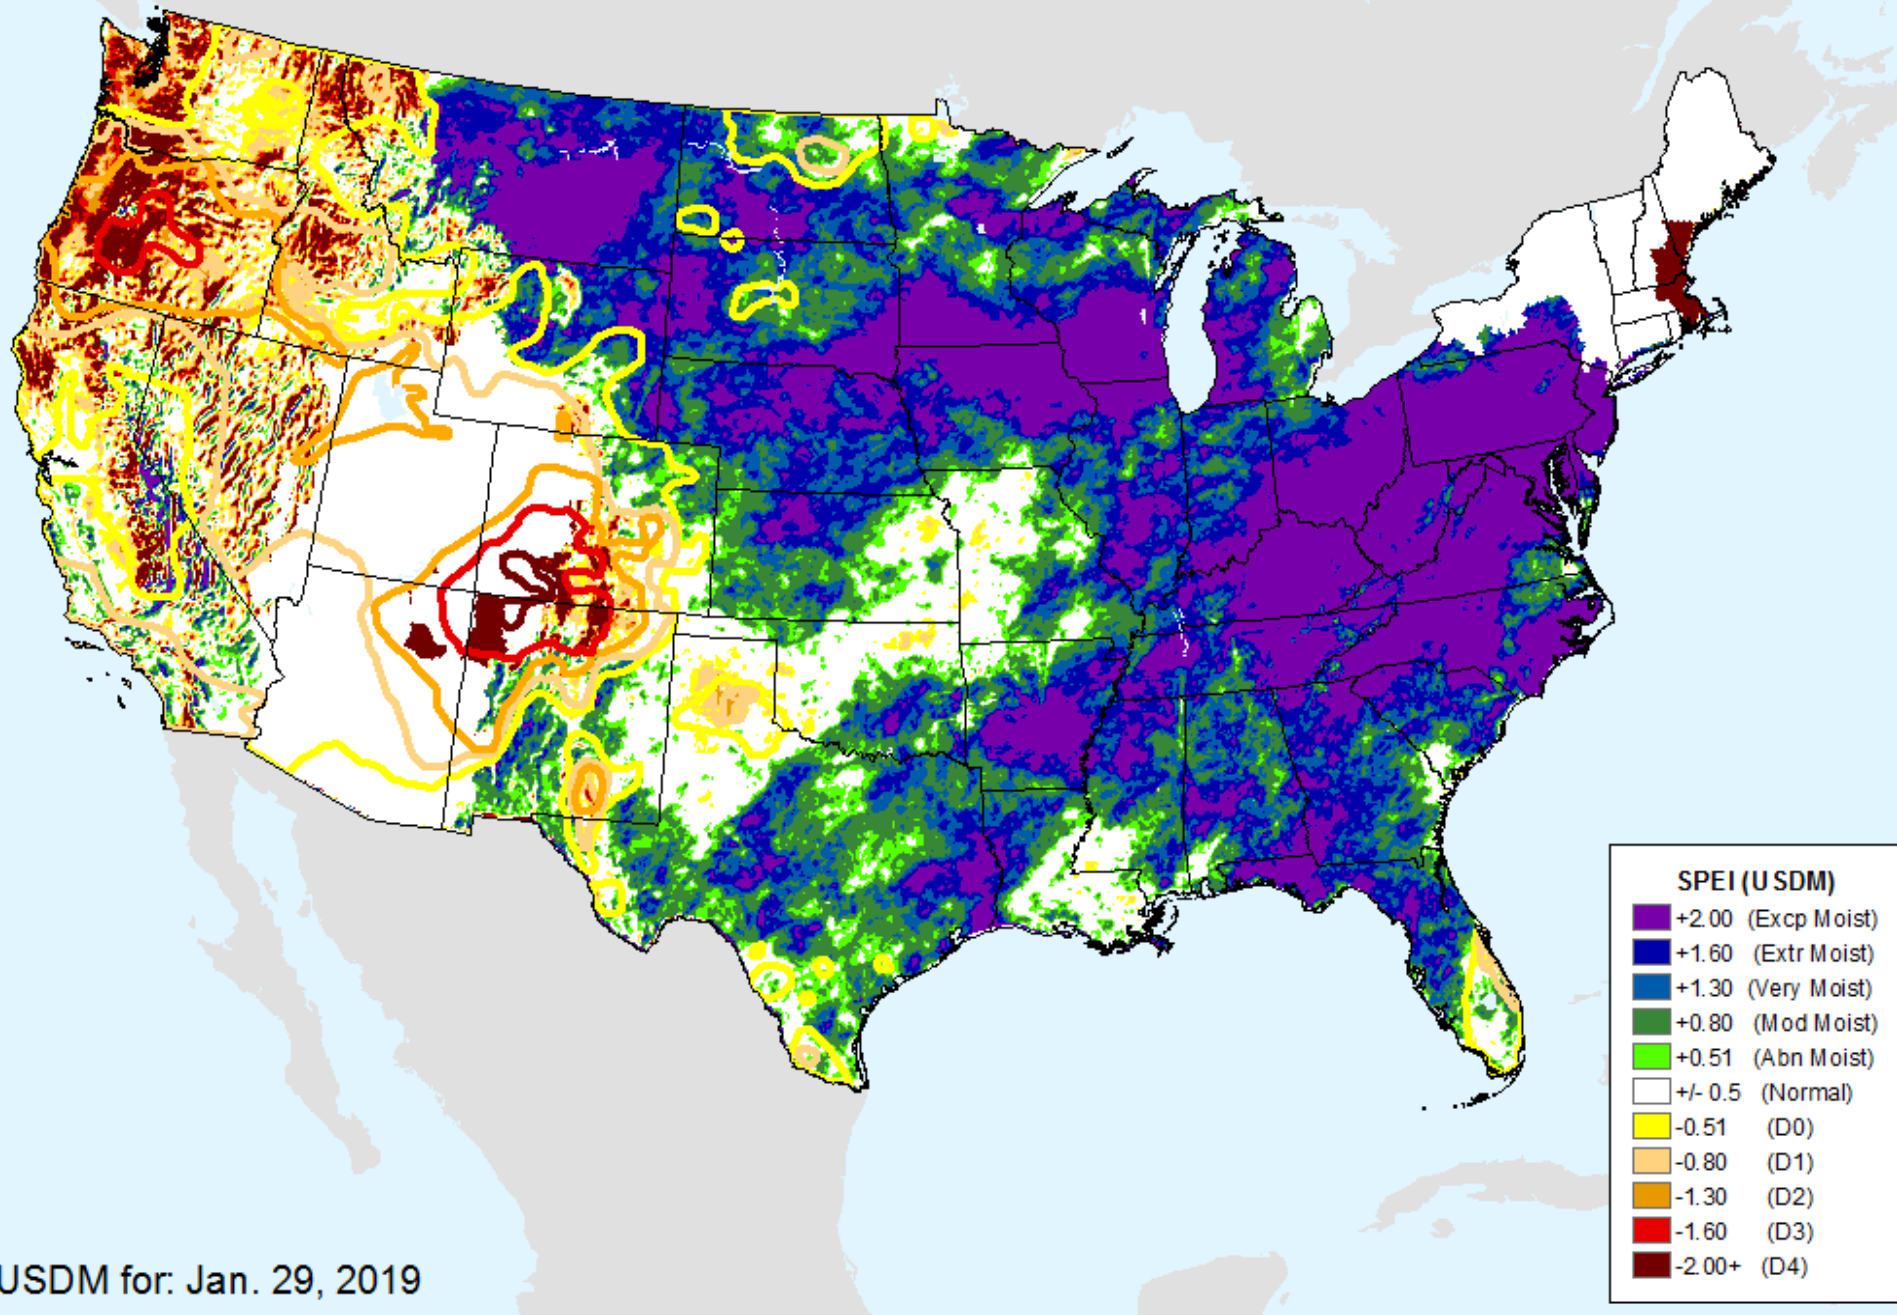 SPEI (USDM)
+2.00 (Excp Moist)
+1.60 (Extr Moist)
+1.30 (Very Moist)
+0.80 (Mod Moist)
+0.51 (Abn Moist)
+/- 0.5 (Normal)
-0.51 (D0)
-0.80 (D1)
-1.30 (D2)
-1.60 (D3)
-2.00+ (D4)
USDM for: Jan. 29, 2019